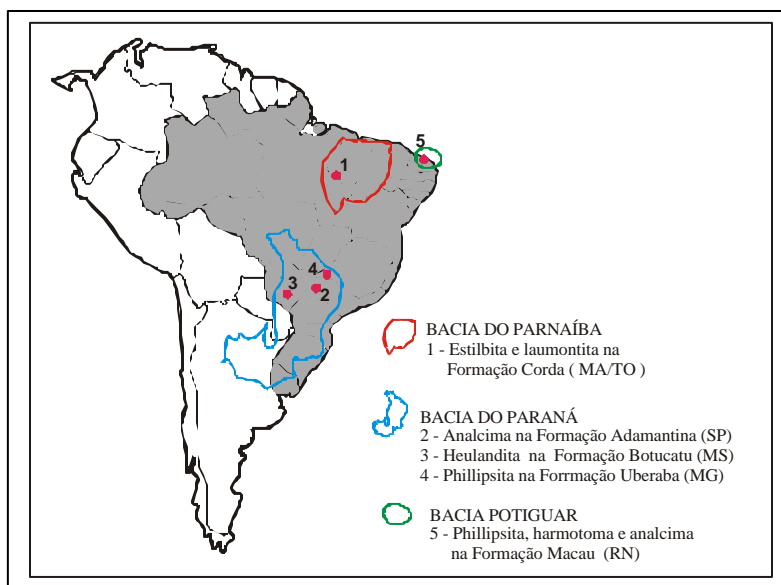 5
1
4
3
2
BACIA DO PARNAÍBA
1 - Estilbita e laumontita na
Formação Corda ( MA/TO )
BACIA DO PARANÁ
2 - Analcima na Formação Adamantina (SP)
3 - Heulandita na Formação Botucatu (MS)
4 - Phillipsita na Forrmação Uberaba (MG)
BACIA POTIGUAR
5 - Phillipsita, harmotoma e analcima
na Formação Macau (RN)